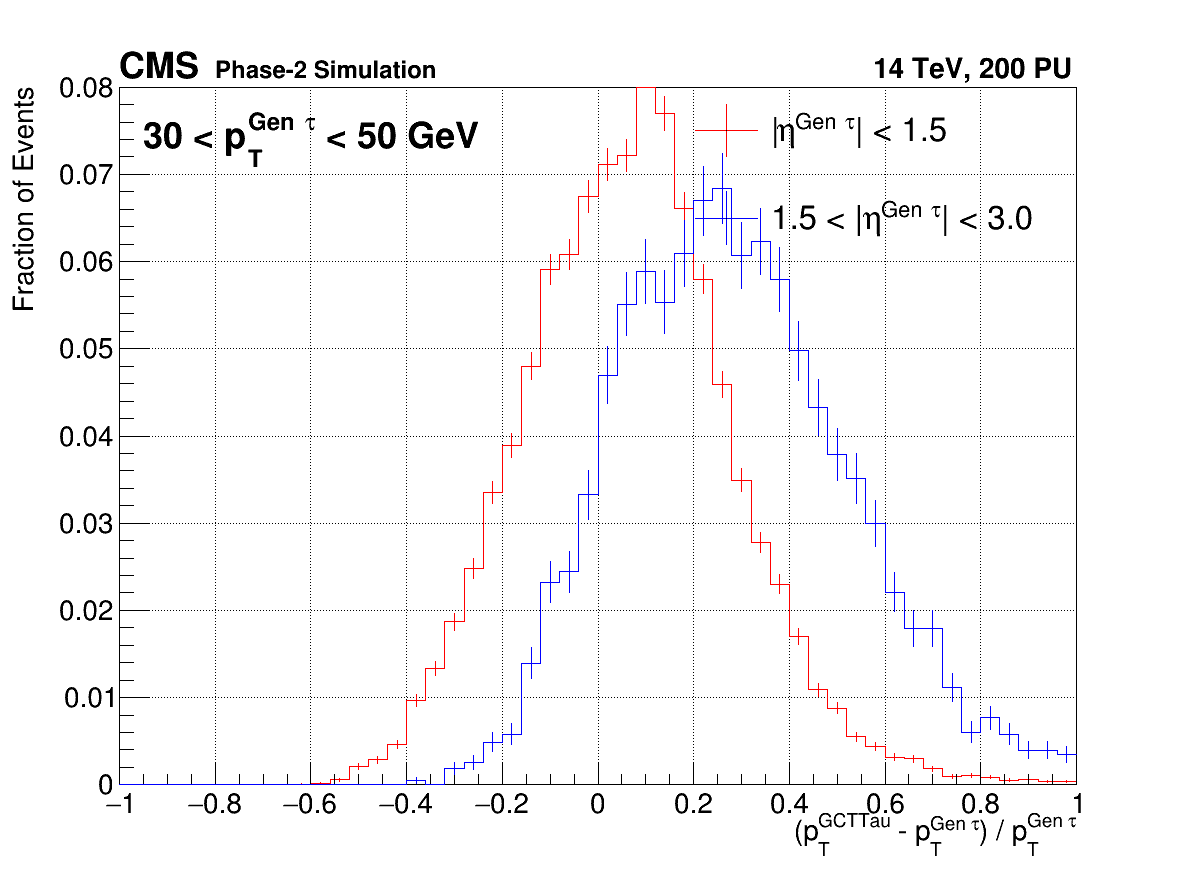 CMS Phase-2 Simulation 14 TeV, 200 PU
Fraction of Events
30 < p_T^{Gen τ} < 50 GeV
|η^{Gen τ}| < 1.5
1.5 < |η^{Gen τ}| < 3.0
0.08
0.07
0.06
0.05
0.04
0.03
0.02
0.01
0
−1 −0.8 −0.6 −0.4 −0.2 0 0.2 0.4 0.6 0.8 1
(p_T^{GCTTau} - p_T^{Gen τ}) / p_T^{Gen τ}